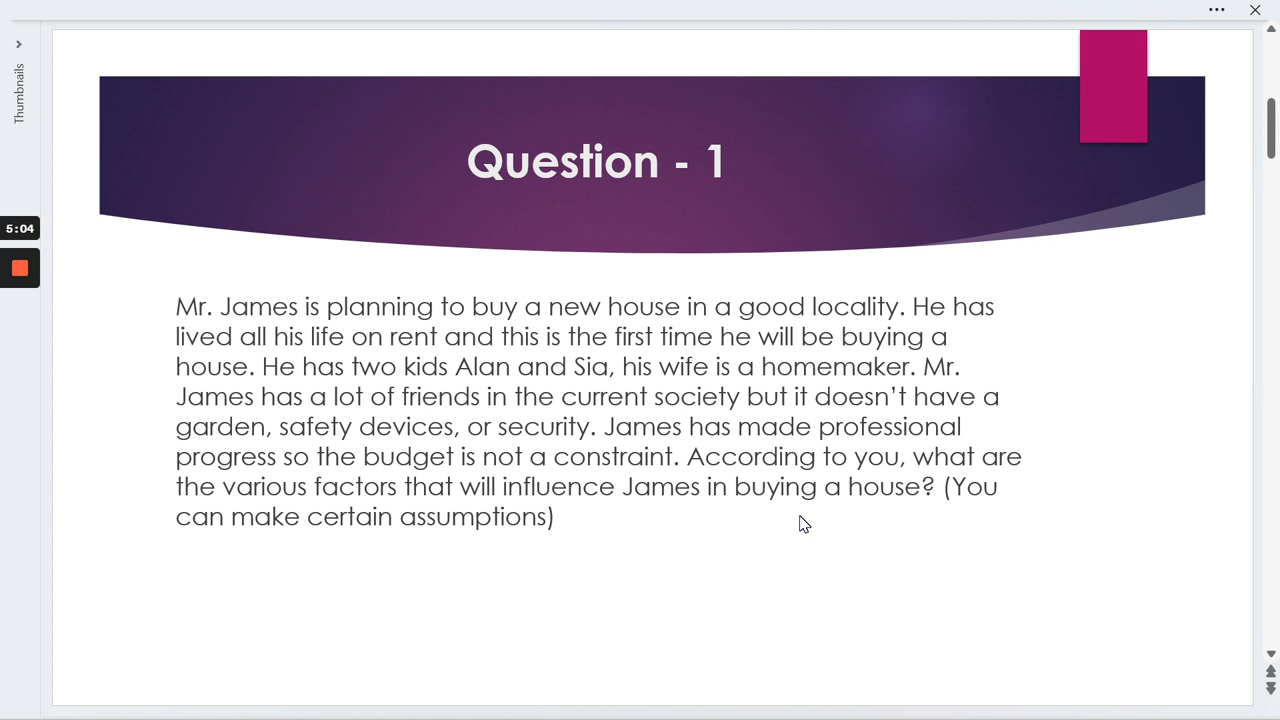 Thumbnails
5:04
Question - 1
Mr. James is planning to buy a new house in a good locality. He has
lived all his life on rent and this is the first time he will be buying a
house. He has two kids Alan and Sia, his wife is a homemaker. Mr.
James has a lot of friends in the current society but it doesn’t have a
garden, safety devices, or security. James has made professional
progress so the budget is not a constraint. According to you, what are
the various factors that will influence James in buying a house? (You
can make certain assumptions)